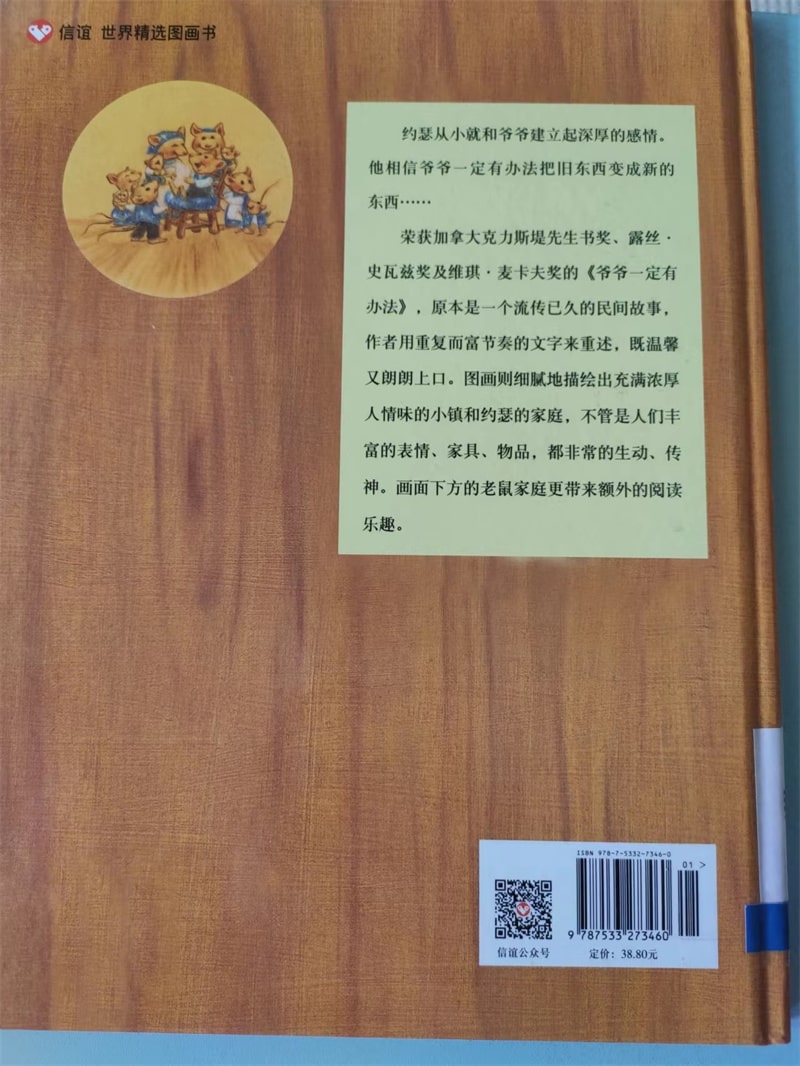 信谊 世界精选图画书
约瑟从小就和爷爷建立起深厚的感情。
他相信爷爷一定有办法把旧东西变成新的
东西……
荣获加拿大克力斯堤先生书奖、露丝·
史瓦兹奖及维琪·麦卡夫奖的《爷爷一定有
办法》，原本是一个流传已久的民间故事，
作者用重复而富节奏的文字来重述，既温馨
又朗朗上口。图画则细腻地描绘出充满浓厚
人情味的小镇和约瑟的家庭，不管是人们丰
富的表情、家具、物品，都非常的生动、传
神。画面下方的老鼠家庭更带来额外的阅读
乐趣。
ISBN 978-7-5332-7346-0
01 >
9 787533 273460
信谊公众号
定价：38.80元